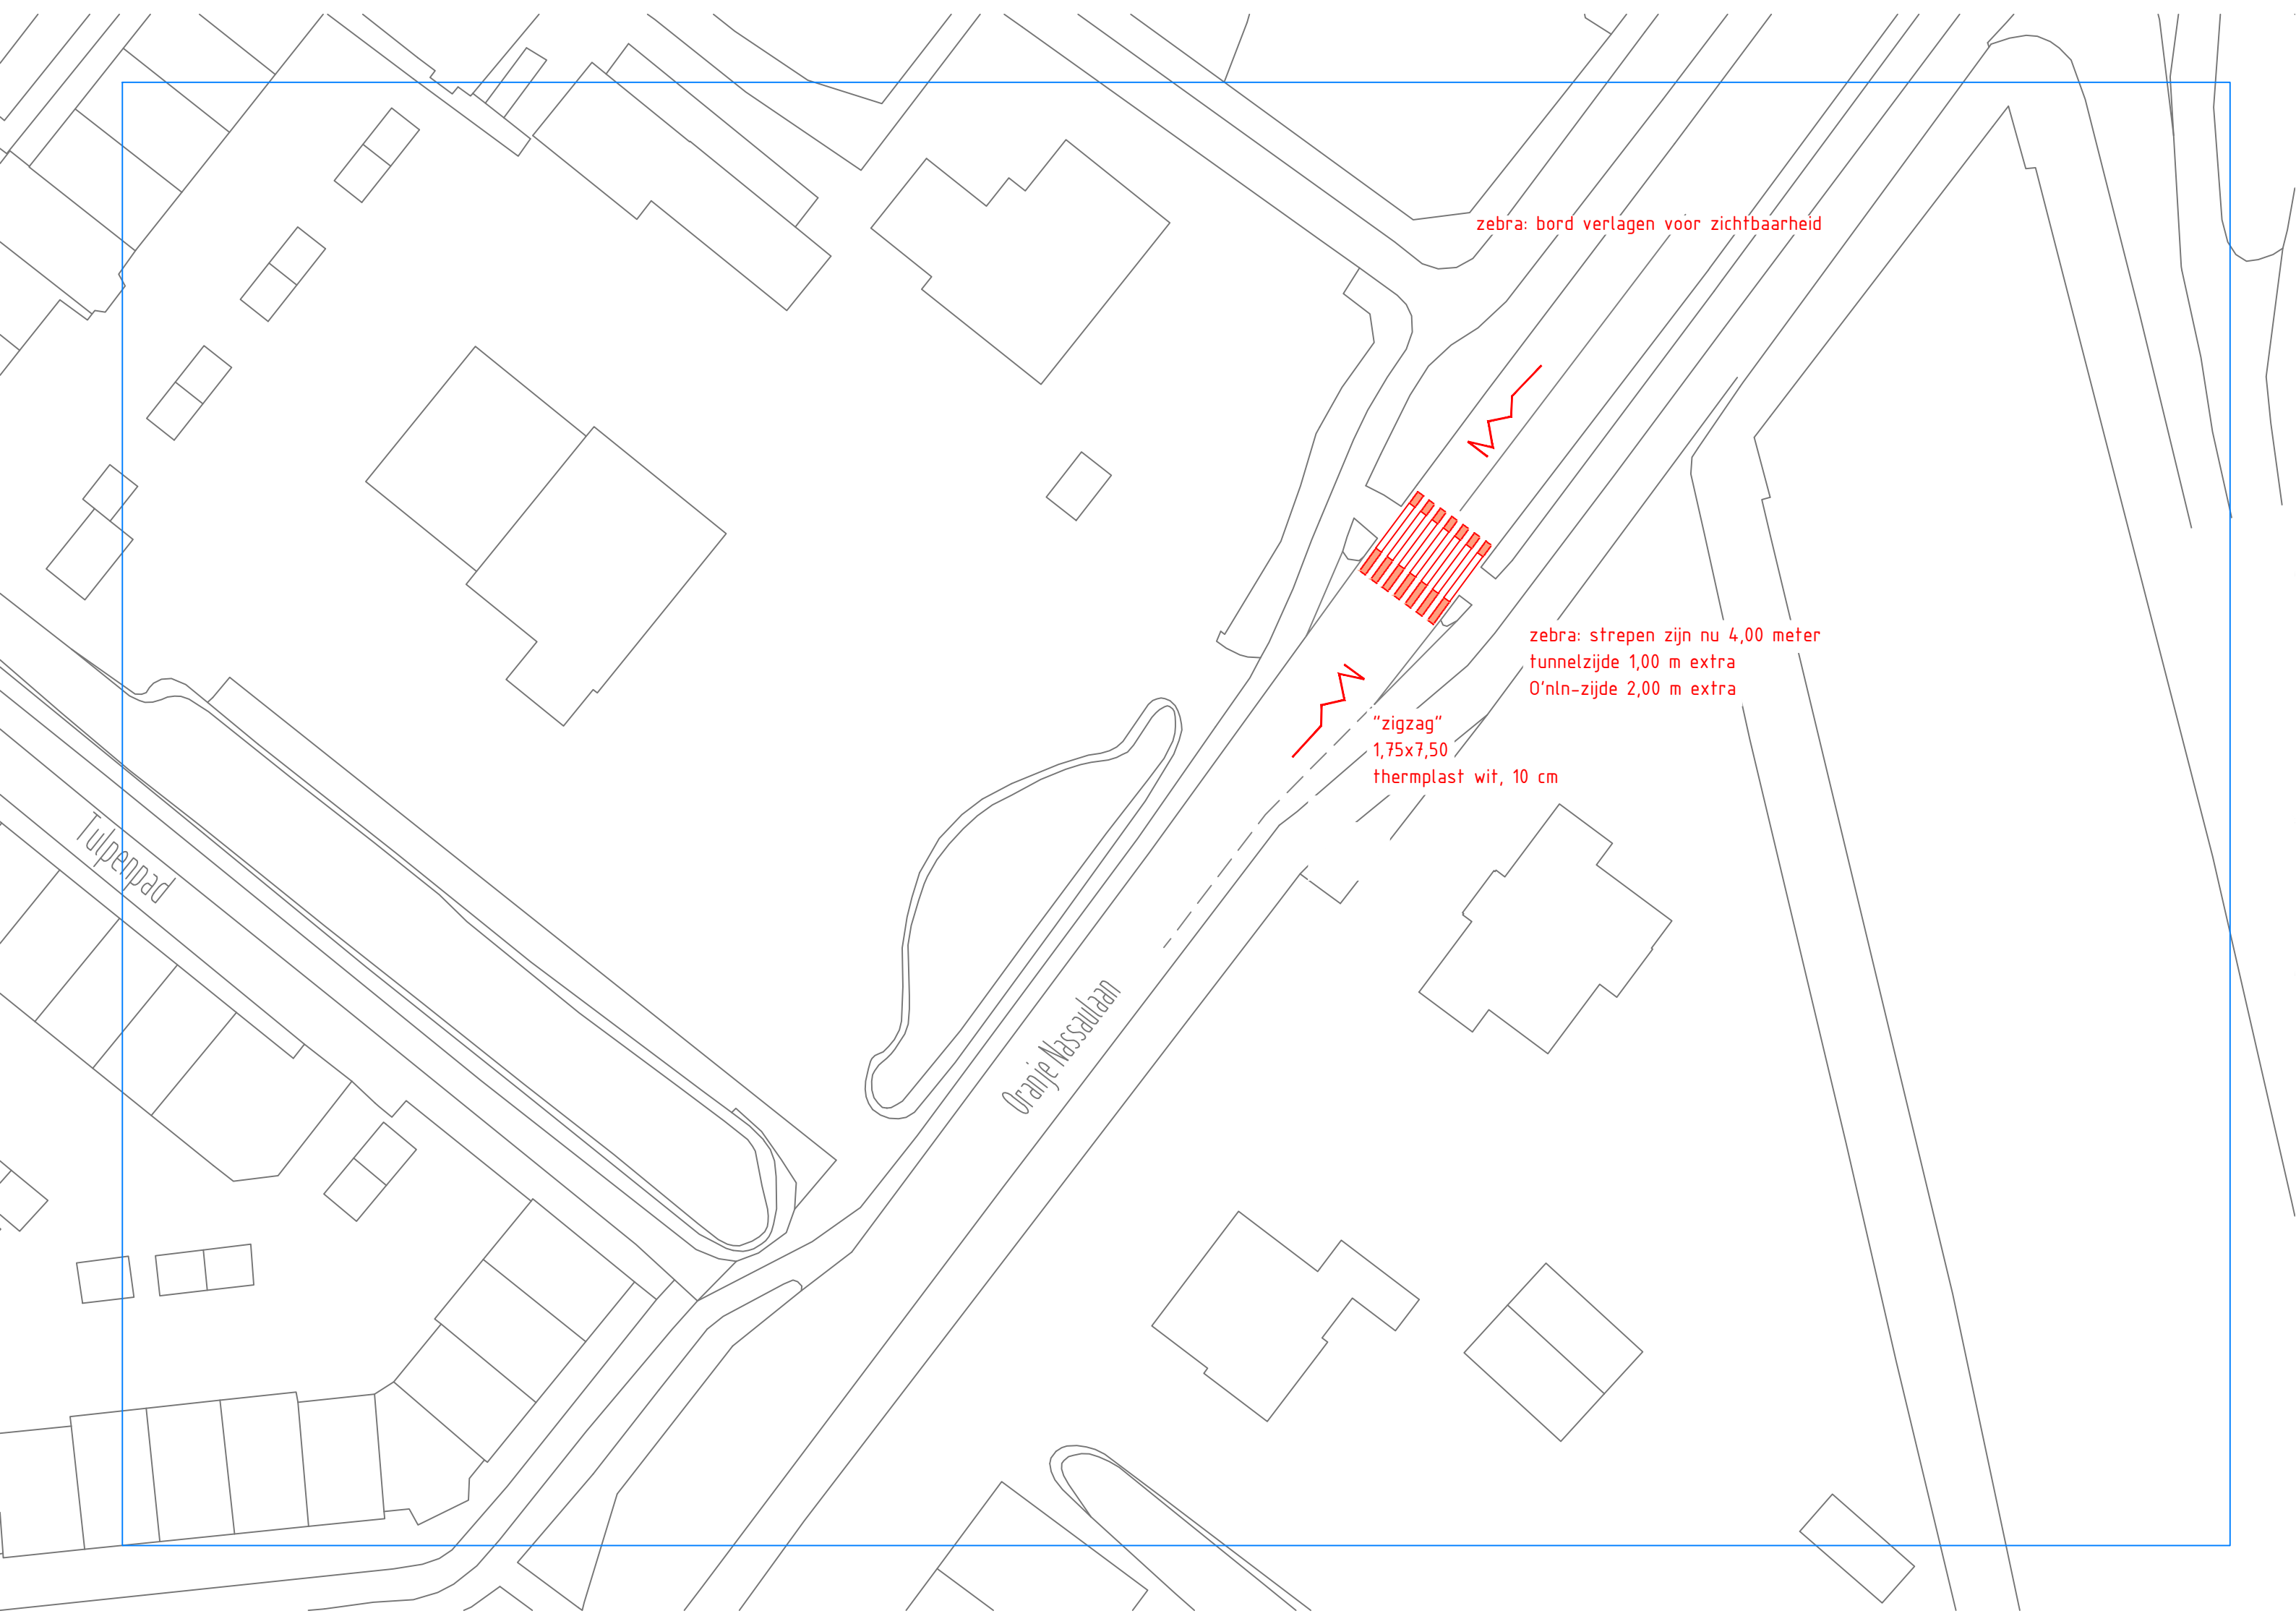 zebra: bord verlagen voor zichtbaarheid
zebra: strepen zijn nu 4,00 meter
tunnelzijde 1,00 m extra
O'nln-zijde 2,00 m extra
"zigzag"
1,75x7,50
thermplast wit, 10 cm
Tulpenpad
Oranje Nassaulaan